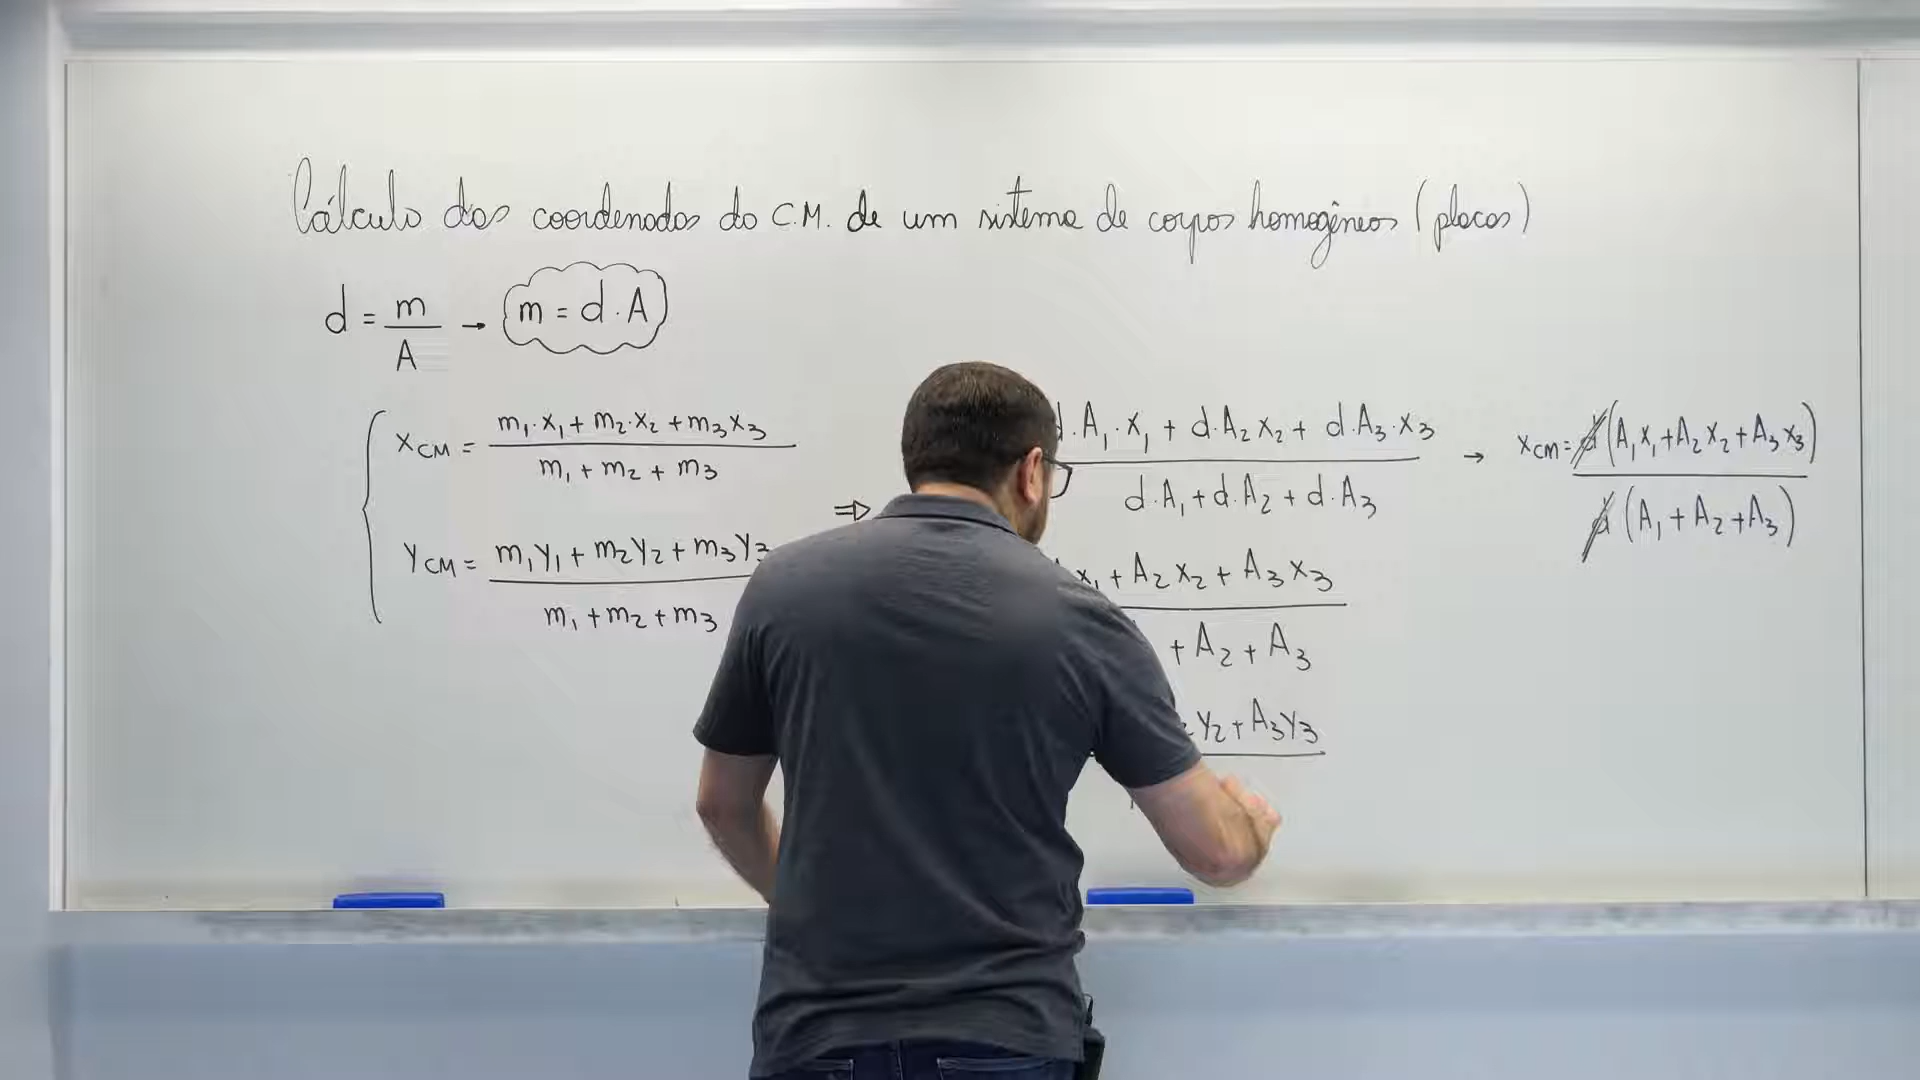 Cálculo das coordenadas do C.M. de um sistema de corpos homogêneos (placas)
d = m/A → m = d · A
x_CM = (m₁·x₁ + m₂·x₂ + m₃x₃)/(m₁ + m₂ + m₃)
y_CM = (m₁y₁ + m₂y₂ + m₃y₃)/(m₁ + m₂ + m₃)
⇒
d·A₁·x₁ + d·A₂x₂ + d·A₃·x₃
d·A₁ + d·A₂ + d·A₃
→ x_CM = d(A₁x₁ + A₂x₂ + A₃x₃)/d(A₁ + A₂ + A₃)
x₁ + A₂x₂ + A₃x₃
+ A₂ + A₃
y₂ + A₃y₃